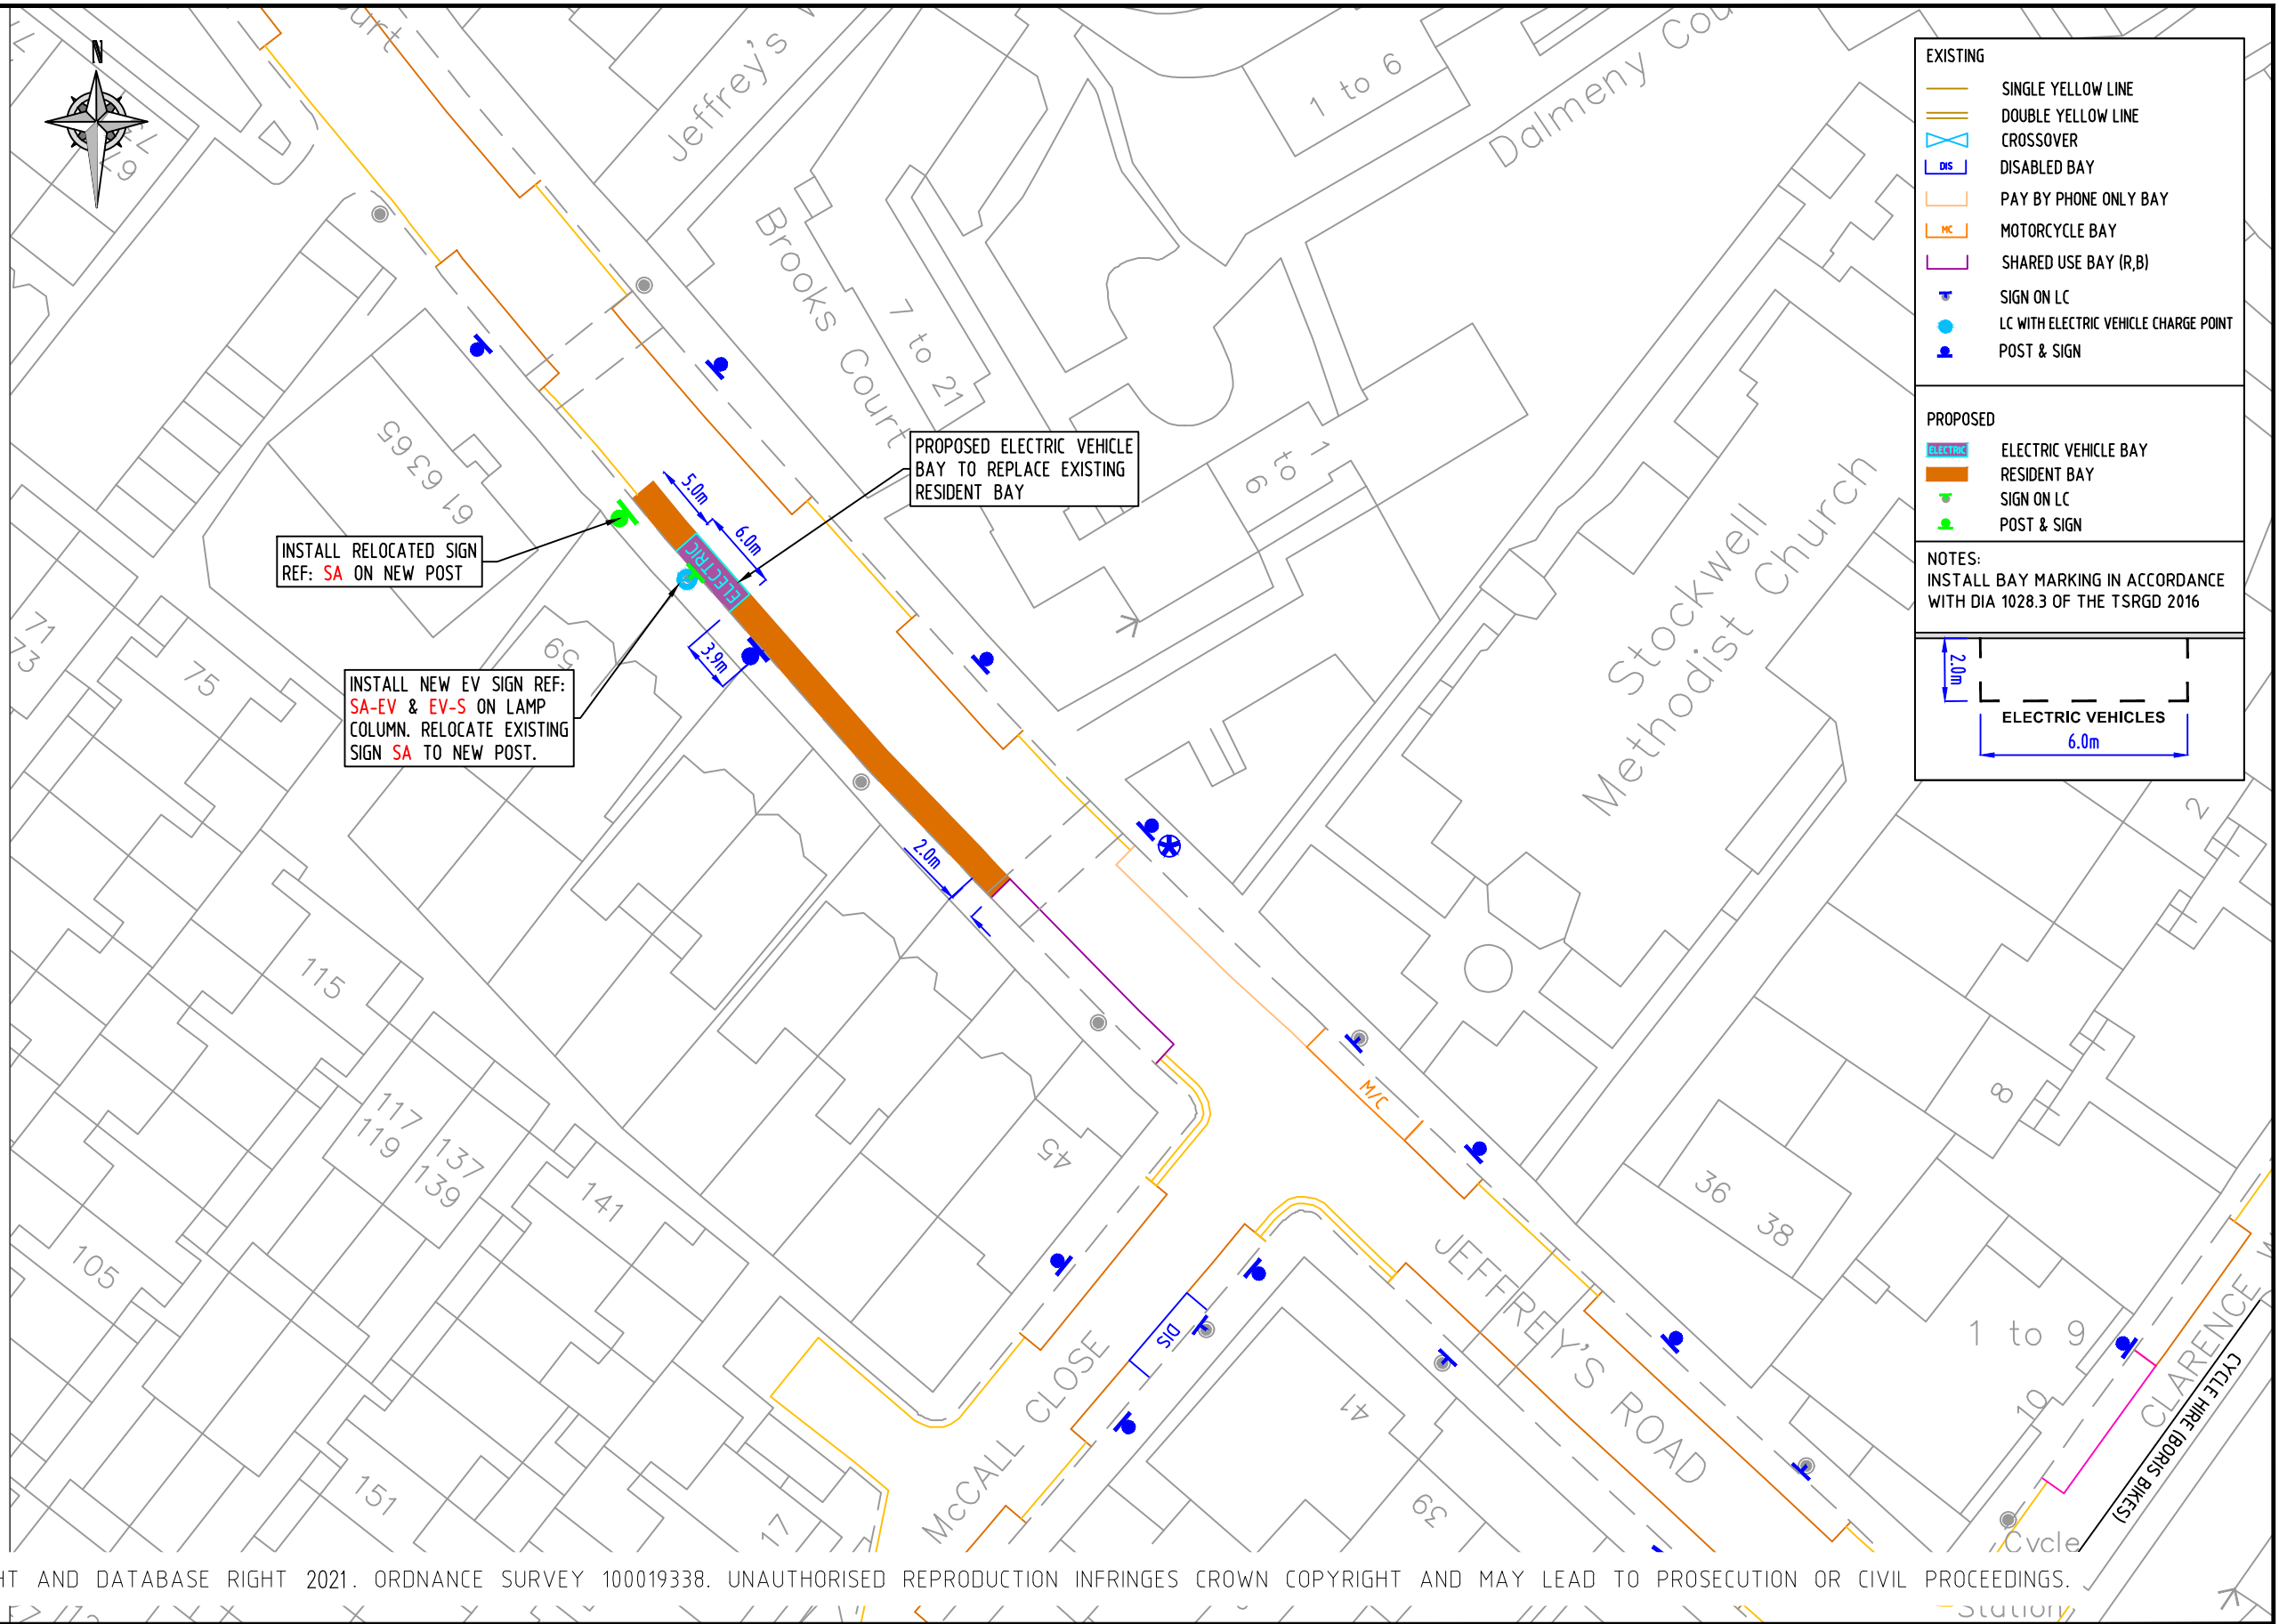 N
Jeffrey's
1 to 6
Dalmeny
Brooks Court
7 to 21
1 to 6
Stockwell
Methodist Church
61 63 65
59
71
73
75
67
PROPOSED ELECTRIC VEHICLE
BAY TO REPLACE EXISTING
RESIDENT BAY
5.0m
6.0m
ELECTRIC
INSTALL RELOCATED SIGN
REF: SA ON NEW POST
INSTALL NEW EV SIGN REF:
SA-EV & EV-S ON LAMP
COLUMN. RELOCATE EXISTING
SIGN SA TO NEW POST.
3.9m
2.0m
115
117
119
137
139
141
105
151
17
45
M/C
DIS
McCALL CLOSE
JEFFREY'S ROAD
41
39
36 38
8
2
1 to 9
10
CLARENCE
CYCLE HIRE (BORIS BIKES)
Cycle
Station
EXISTING
SINGLE YELLOW LINE
DOUBLE YELLOW LINE
CROSSOVER
DIS DISABLED BAY
PAY BY PHONE ONLY BAY
MC MOTORCYCLE BAY
SHARED USE BAY (R,B)
SIGN ON LC
LC WITH ELECTRIC VEHICLE CHARGE POINT
POST & SIGN
PROPOSED
ELECTRIC ELECTRIC VEHICLE BAY
RESIDENT BAY
SIGN ON LC
POST & SIGN
NOTES:
INSTALL BAY MARKING IN ACCORDANCE
WITH DIA 1028.3 OF THE TSRGD 2016
2.0m
ELECTRIC VEHICLES
6.0m
HT AND DATABASE RIGHT 2021. ORDNANCE SURVEY 100019338. UNAUTHORISED REPRODUCTION INFRINGES CROWN COPYRIGHT AND MAY LEAD TO PROSECUTION OR CIVIL PROCEEDINGS.